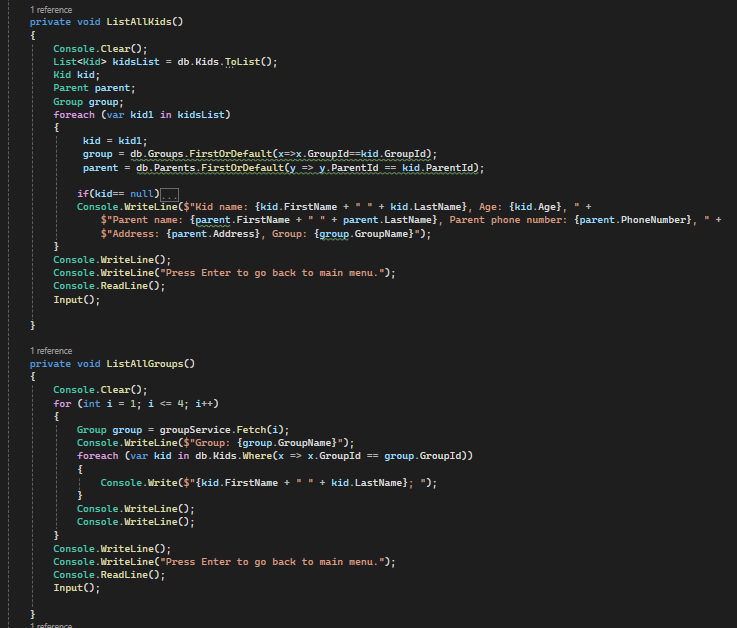 1 reference
private void ListAllKids()
{
Console.Clear();
List<Kid> kidsList = db.Kids.ToList();
Kid kid;
Parent parent;
Group group;
foreach (var kid1 in kidsList)
{
kid = kid1;
group = db.Groups.FirstOrDefault(x=>x.GroupId==kid.GroupId);
parent = db.Parents.FirstOrDefault(y => y.ParentId == kid.ParentId);
if(kid== null)...
Console.WriteLine($"Kid name: {kid.FirstName + " " + kid.LastName}, Age: {kid.Age}, " +
$"Parent name: {parent.FirstName + " " + parent.LastName}, Parent phone number: {parent.PhoneNumber}, " +
$"Address: {parent.Address}, Group: {group.GroupName}");
}
Console.WriteLine();
Console.WriteLine("Press Enter to go back to main menu.");
Console.ReadLine();
Input();
}
1 reference
private void ListAllGroups()
{
Console.Clear();
for (int i = 1; i <= 4; i++)
{
Group group = groupService.Fetch(i);
Console.WriteLine($"Group: {group.GroupName}");
foreach (var kid in db.Kids.Where(x => x.GroupId == group.GroupId))
{
Console.Write($"{kid.FirstName + " " + kid.LastName}; ");
}
Console.WriteLine();
Console.WriteLine();
}
Console.WriteLine();
Console.WriteLine("Press Enter to go back to main menu.");
Console.ReadLine();
Input();
}
1 reference